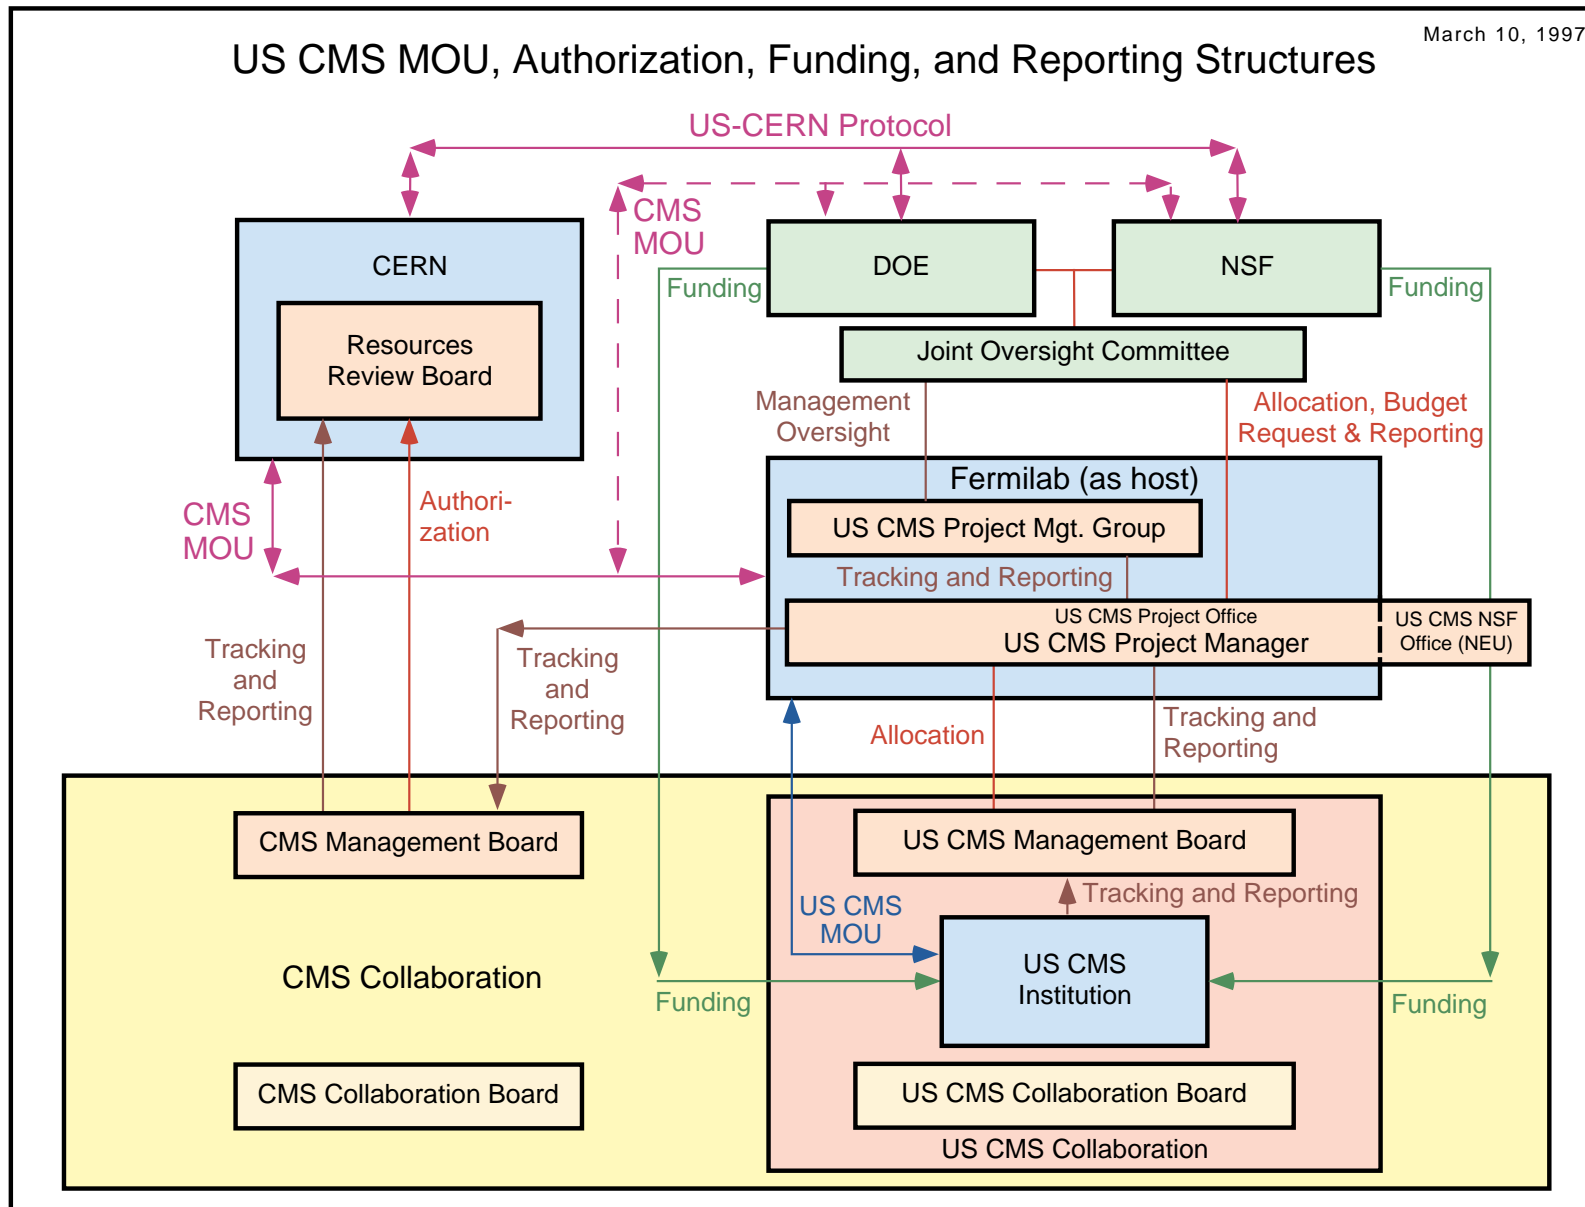 March 10, 1997
US CMS MOU, Authorization, Funding, and Reporting Structures
US-CERN Protocol
CMS
MOU
CERN
DOE
NSF
Funding
Funding
Resources
Review Board
Joint Oversight Committee
Management
Oversight
Allocation, Budget
Request & Reporting
Fermilab (as host)
CMS
MOU
Authori-
zation
US CMS Project Mgt. Group
Tracking and Reporting
US CMS Project Office
US CMS Project Manager
US CMS NSF
Office (NEU)
Tracking
and
Reporting
Tracking
and
Reporting
Allocation
Tracking and
Reporting
CMS Management Board
US CMS Management Board
Tracking and Reporting
US CMS
MOU
CMS Collaboration
US CMS
Institution
Funding
Funding
CMS Collaboration Board
US CMS Collaboration Board
US CMS Collaboration